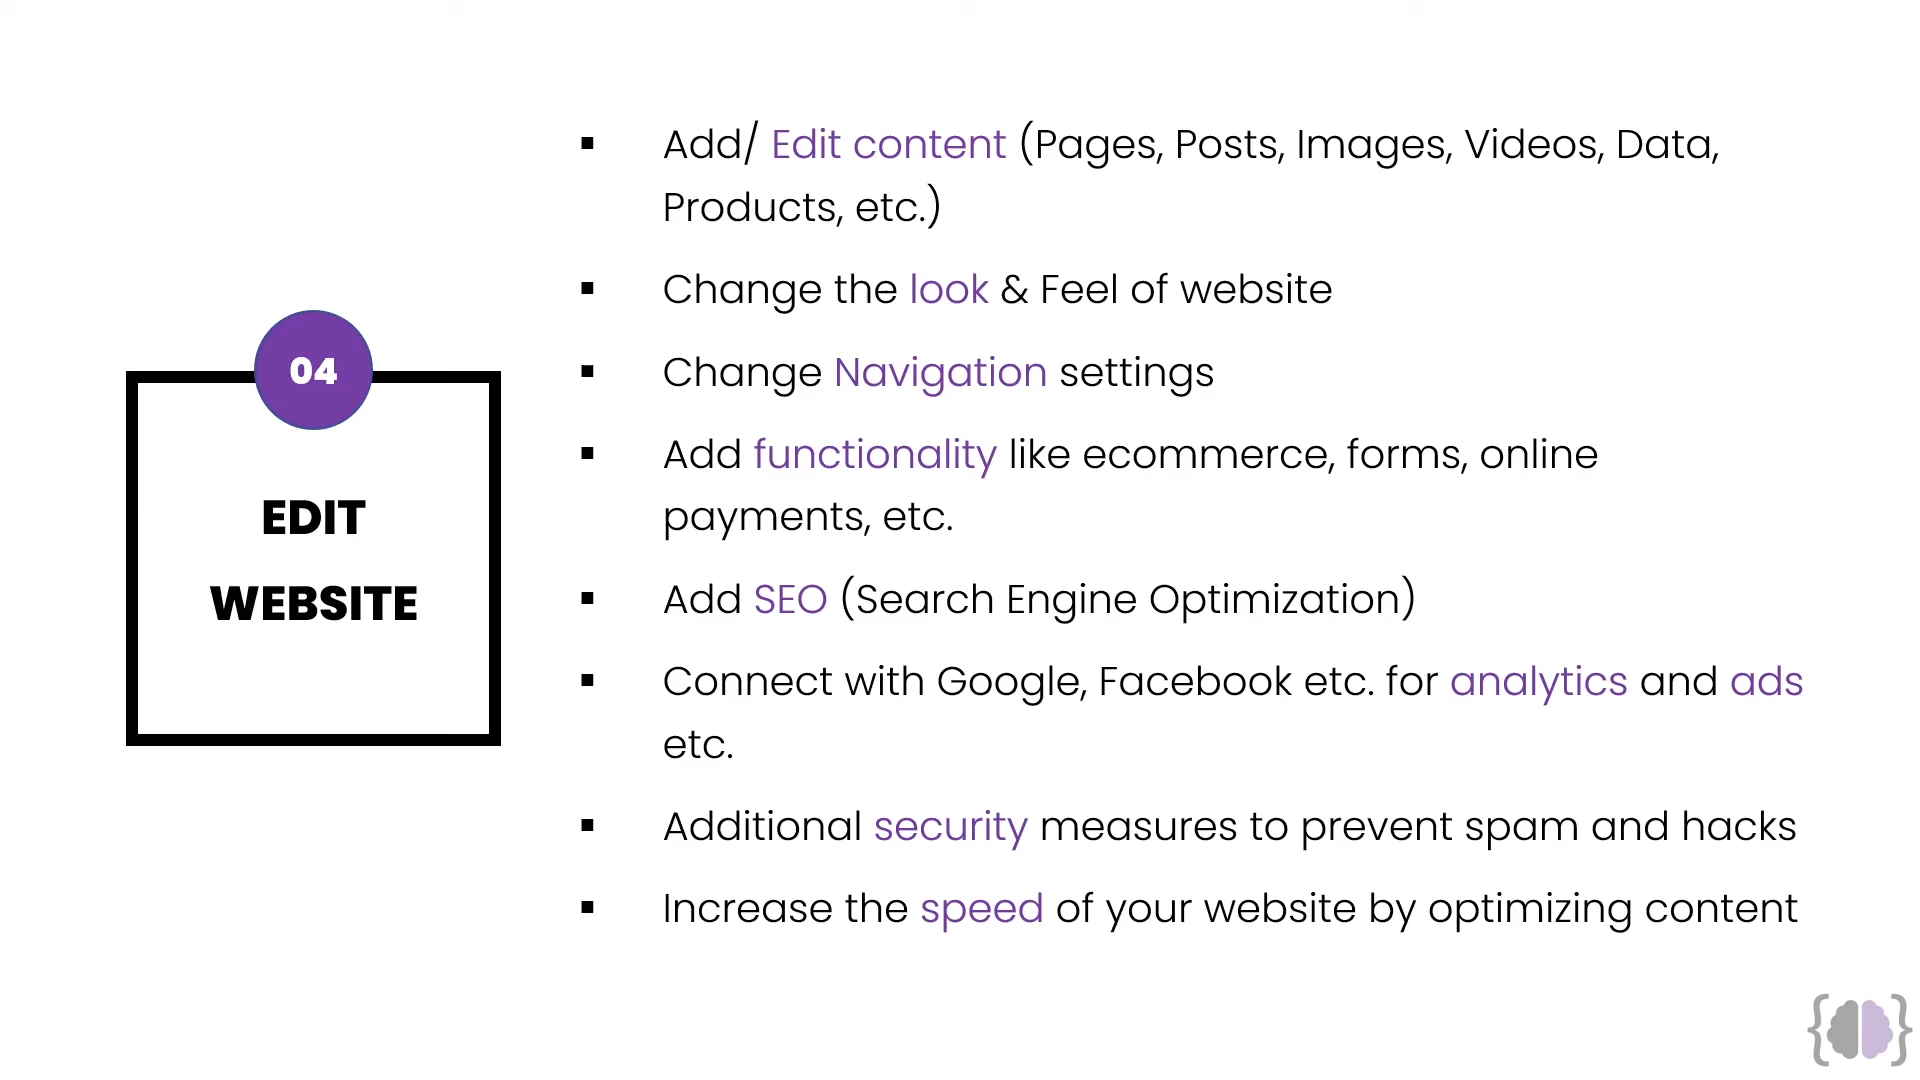 04
EDIT
WEBSITE
▪ Add/ Edit content (Pages, Posts, Images, Videos, Data,
Products, etc.)
▪ Change the look & Feel of website
▪ Change Navigation settings
▪ Add functionality like ecommerce, forms, online
payments, etc.
▪ Add SEO (Search Engine Optimization)
▪ Connect with Google, Facebook etc. for analytics and ads
etc.
▪ Additional security measures to prevent spam and hacks
▪ Increase the speed of your website by optimizing content